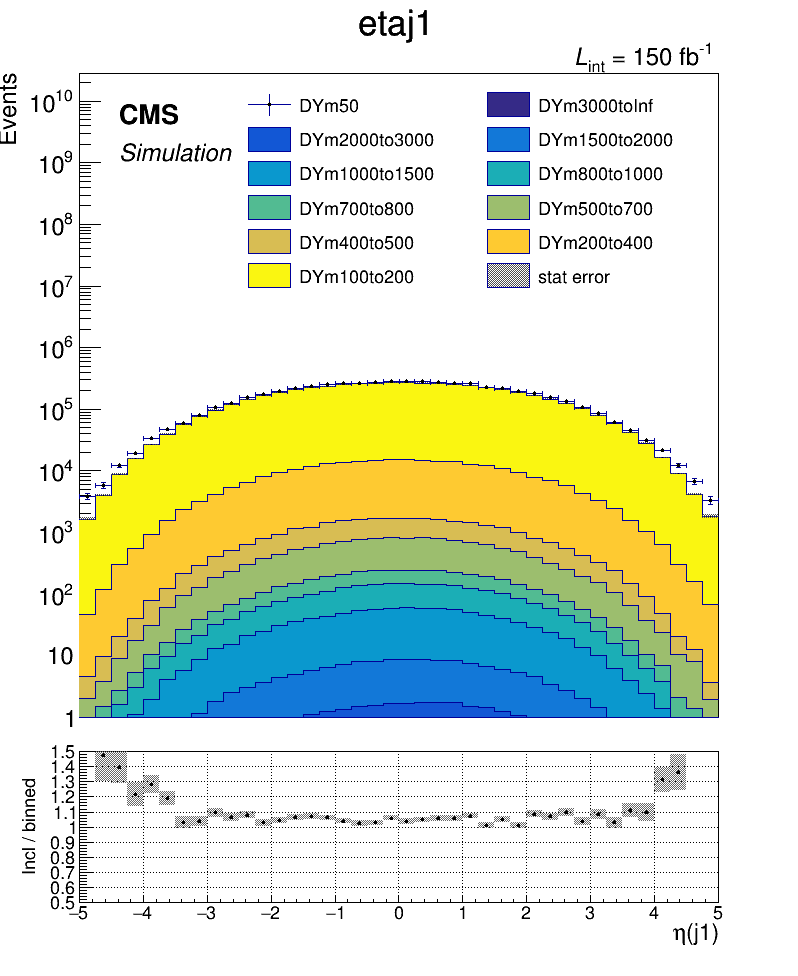 etaj1
L_int = 150 fb^-1
Events
CMS
Simulation
DYm50
DYm3000toInf
DYm2000to3000
DYm1500to2000
DYm1000to1500
DYm800to1000
DYm700to800
DYm500to700
DYm400to500
DYm200to400
DYm100to200
stat error
10^10
10^9
10^8
10^7
10^6
10^5
10^4
10^3
10^2
10
1
Incl / binned
1.5
1.4
1.3
1.2
1.1
1
0.9
0.8
0.7
0.6
0.5
−5 −4 −3 −2 −1 0 1 2 3 4 5
η(j1)